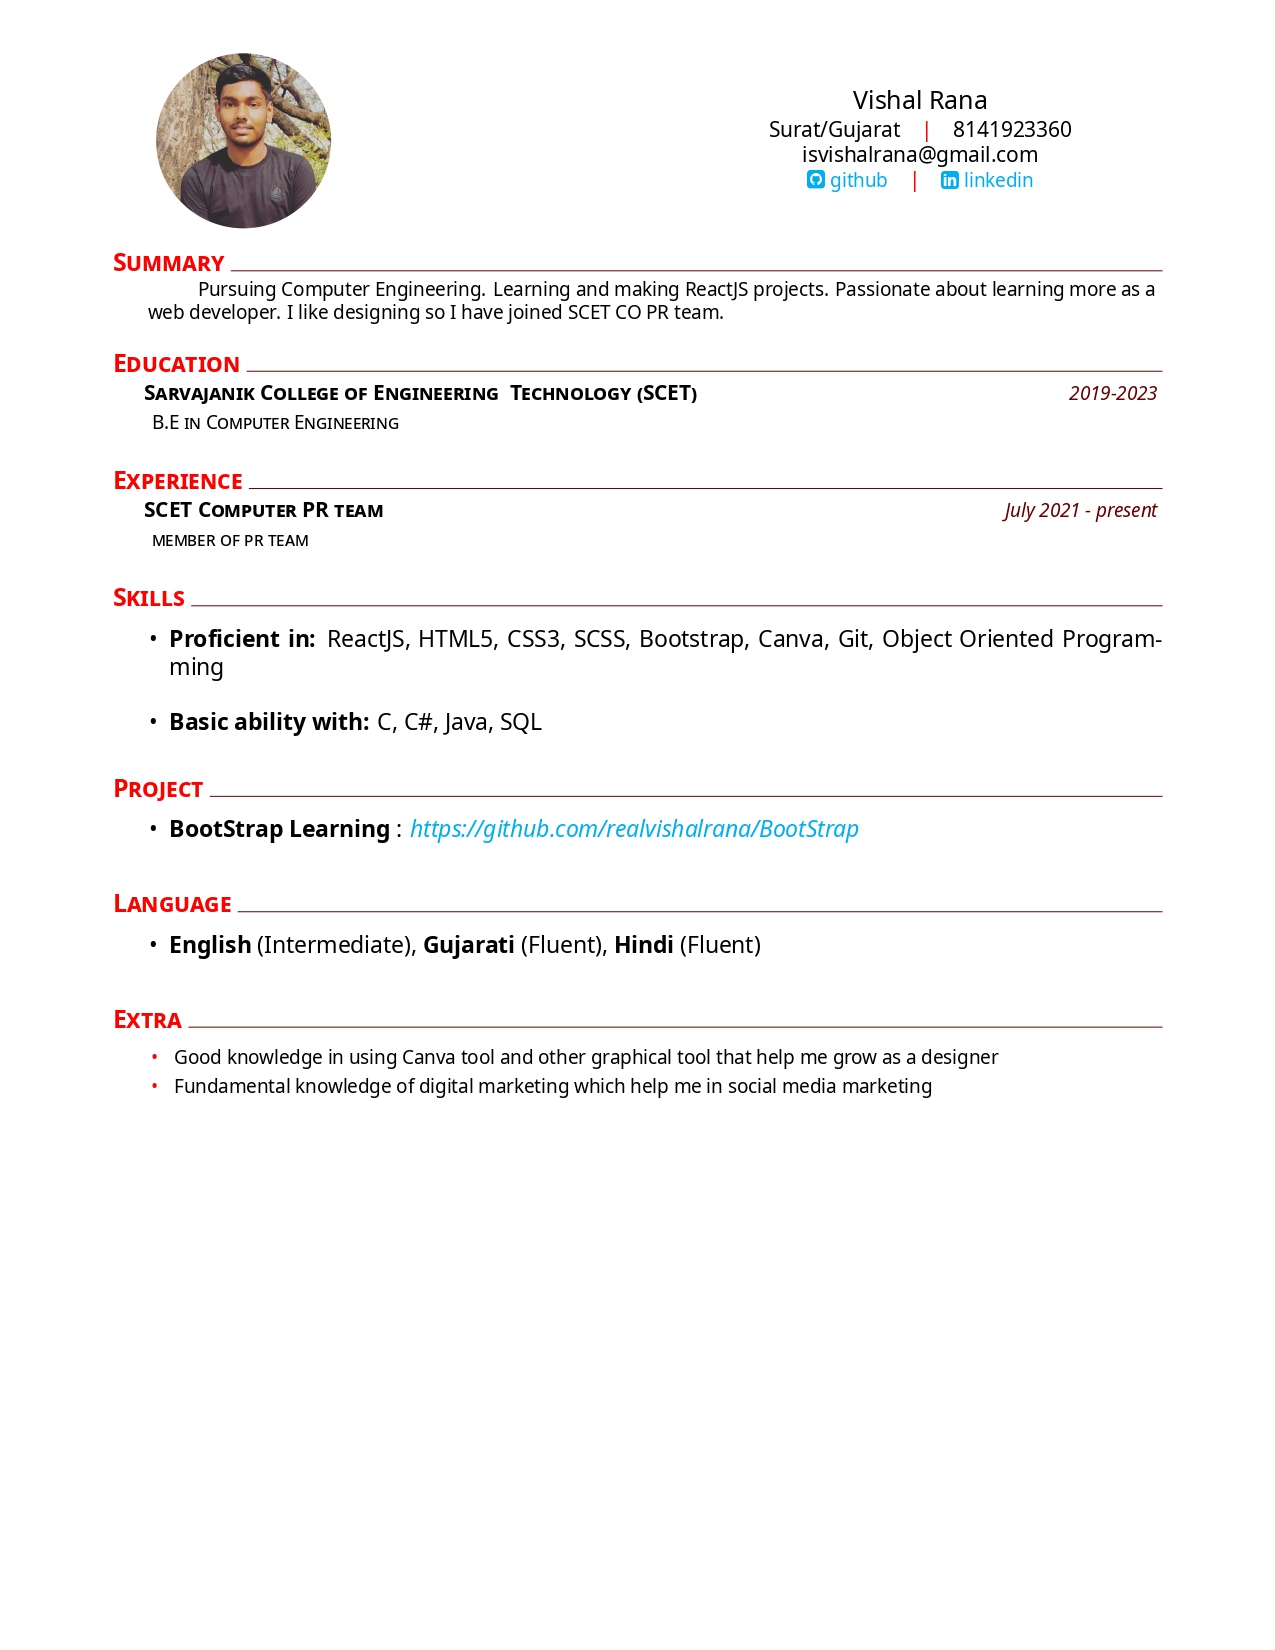 Vishal Rana
Surat/Gujarat | 8141923360
isvishalrana@gmail.com
github | linkedin
SUMMARY
Pursuing Computer Engineering. Learning and making ReactJS projects. Passionate about learning more as a
web developer. I like designing so I have joined SCET CO PR team.
EDUCATION
SARVAJANIK COLLEGE OF ENGINEERING TECHNOLOGY (SCET) 2019-2023
B.E IN COMPUTER ENGINEERING
EXPERIENCE
SCET COMPUTER PR TEAM July 2021 - present
MEMBER OF PR TEAM
SKILLS
• Proficient in: ReactJS, HTML5, CSS3, SCSS, Bootstrap, Canva, Git, Object Oriented Program-
ming
• Basic ability with: C, C#, Java, SQL
PROJECT
• BootStrap Learning : https://github.com/realvishalrana/BootStrap
LANGUAGE
• English (Intermediate), Gujarati (Fluent), Hindi (Fluent)
EXTRA
• Good knowledge in using Canva tool and other graphical tool that help me grow as a designer
• Fundamental knowledge of digital marketing which help me in social media marketing